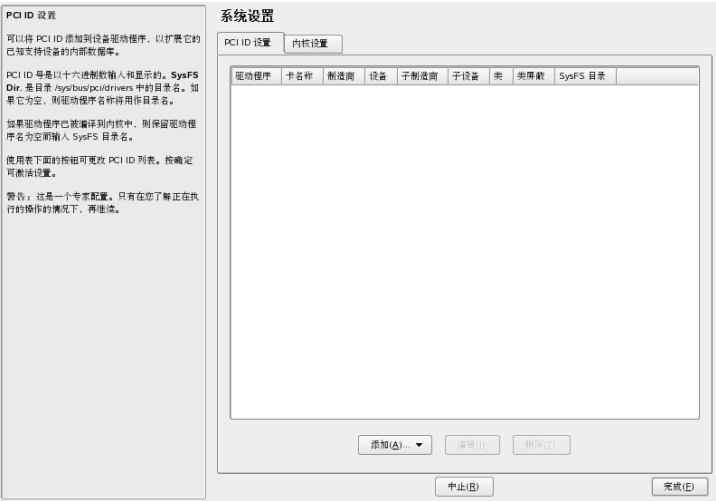 PCI ID 设置
可以将 PCI ID 添加到设备驱动程序，以扩展它的
已知支持设备的内部数据库。
PCI ID 号是以十六进制数输入和显示的。SysFS
Dir. 是目录 /sys/bus/pci/drivers 中的目录名。如
果它为空，则驱动程序名称将用作目录名。
如果驱动程序已被编译到内核中，则保留驱动程
序名为空而输入 SysFS 目录名。
使用表下面的按钮可更改 PCI ID 列表。按确定
可激活设置。
警告：这是一个专家配置。只有在您了解正在执
行的操作的情况下，再继续。
系统设置
PCI ID 设置 内核设置
驱动程序 卡名称 制造商 设备 子制造商 子设备 类 类屏蔽 SysFS 目录
添加(A)... 编辑(I) 删除(T)
中止(R) 完成(F)